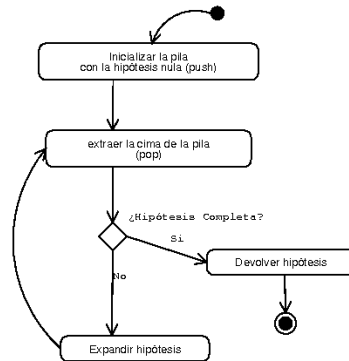 Inicializar la pila
con la hipótesis nula (push)
extraer la cima de la pila
(pop)
¿Hipótesis Completa?
Si
Devolver hipótesis
No
Expandir hipótesis